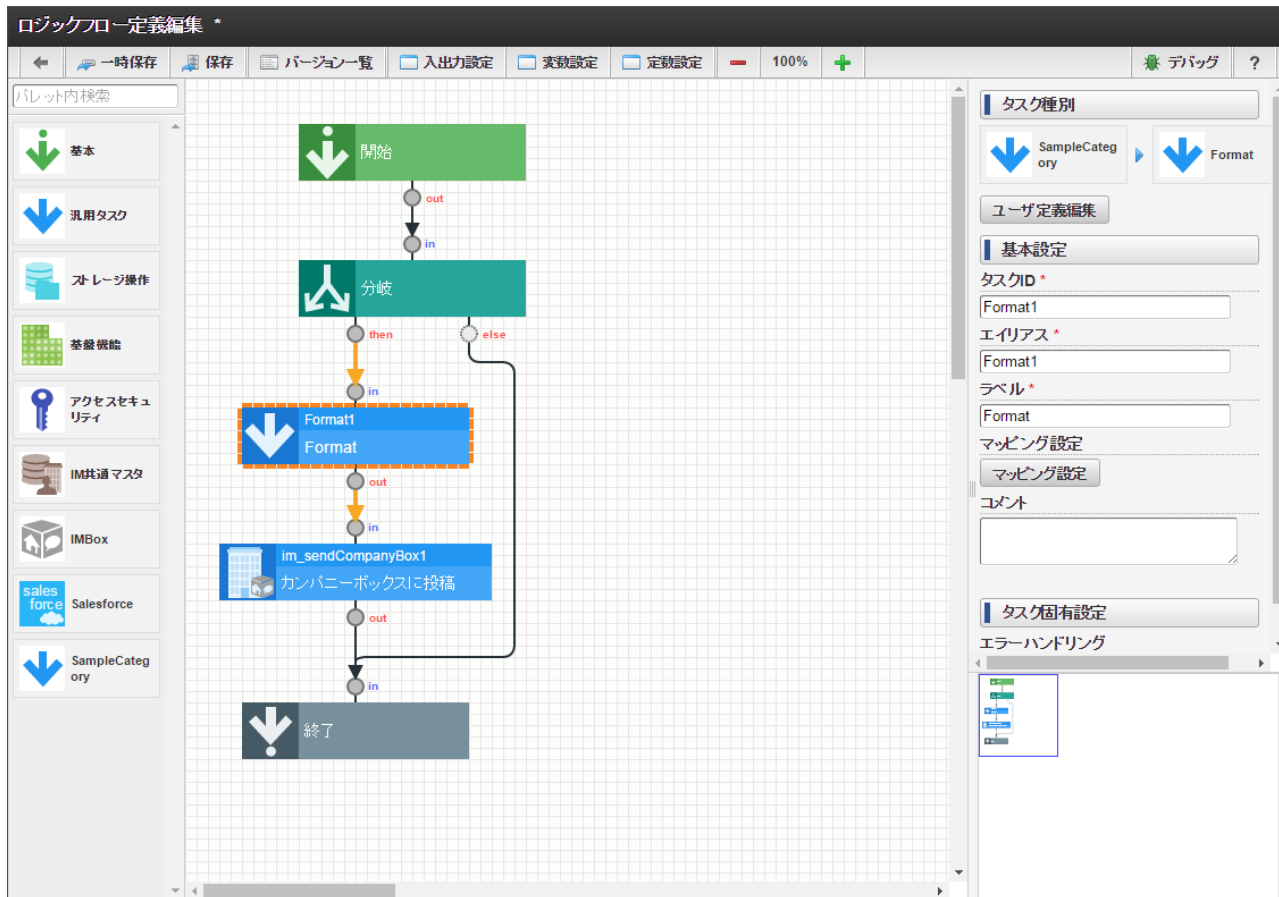 ロジックフロー定義編集 *
一時保存 保存 バージョン一覧 入出力設定 変数設定 定数設定 100% デバッグ ?
パレット内検索
基本
汎用タスク
ストレージ操作
基盤機能
アクセスセキュ
リティ
IM共通マスタ
IMBox
sales
force
Salesforce
SampleCateg
ory
開始
out
in
分岐
then
else
in
Format1
Format
out
in
im_sendCompanyBox1
カンパニーボックスに投稿
out
in
終了
タスク種別
SampleCateg
ory
Format
ユーザ定義編集
基本設定
タスクID *
Format1
エイリアス *
Format1
ラベル *
Format
マッピング設定
マッピング設定
コメント
タスク固有設定
エラーハンドリング